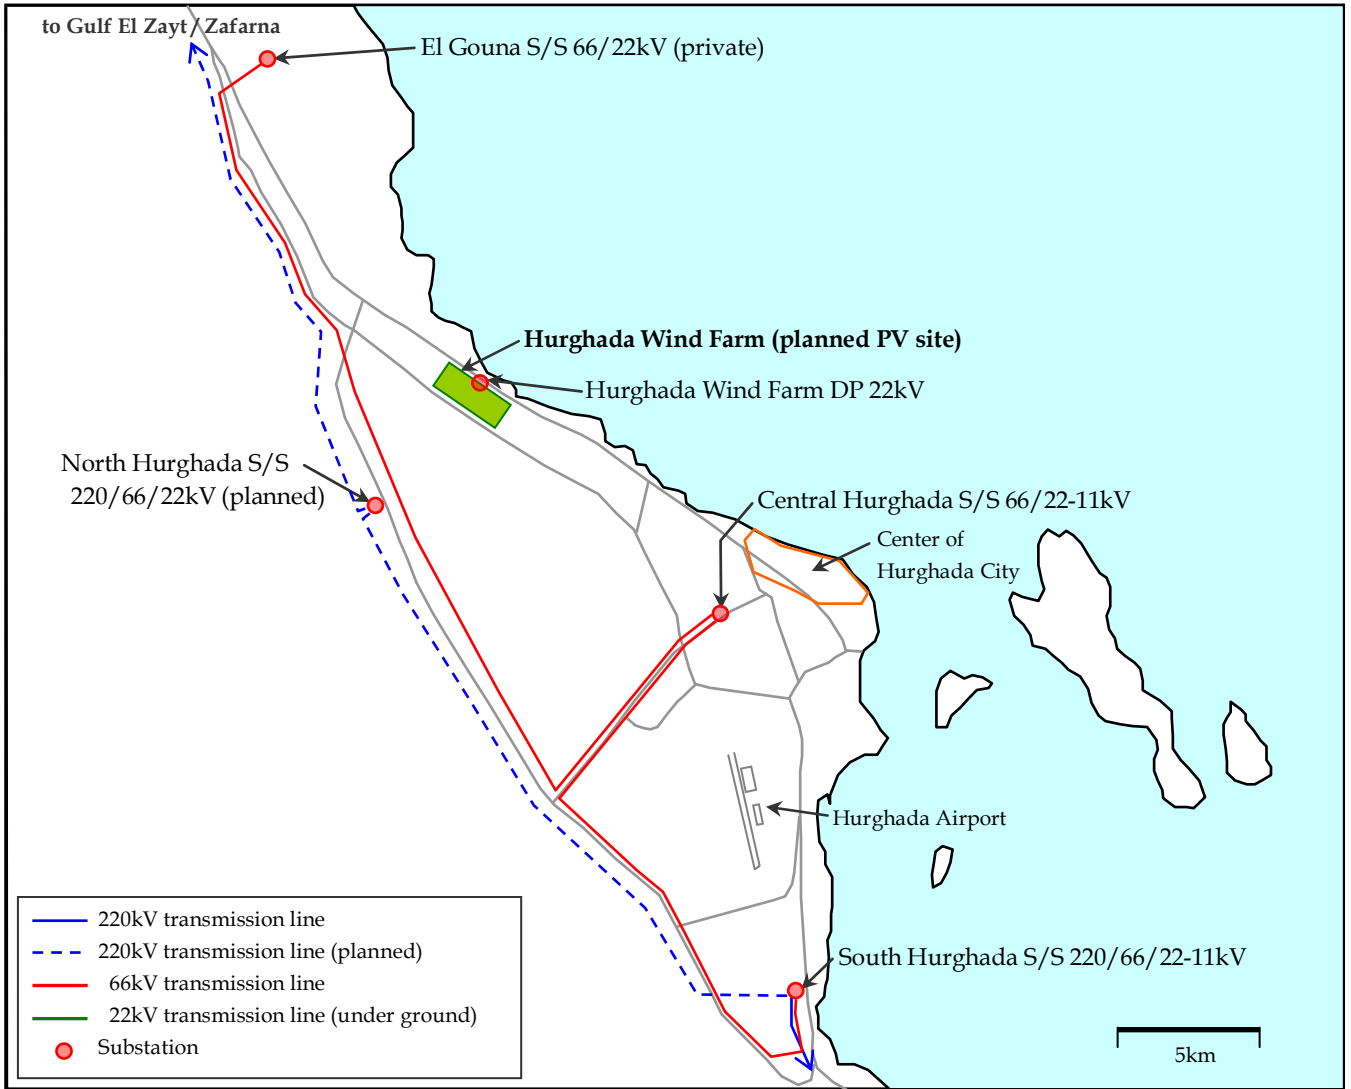 to Gulf El Zayt / Zafarna
El Gouna S/S 66/22kV (private)
Hurghada Wind Farm (planned PV site)
Hurghada Wind Farm DP 22kV
North Hurghada S/S
220/66/22kV (planned)
Central Hurghada S/S 66/22-11kV
Center of
Hurghada City
Hurghada Airport
South Hurghada S/S 220/66/22-11kV
220kV transmission line
220kV transmission line (planned)
66kV transmission line
22kV transmission line (under ground)
Substation
5km